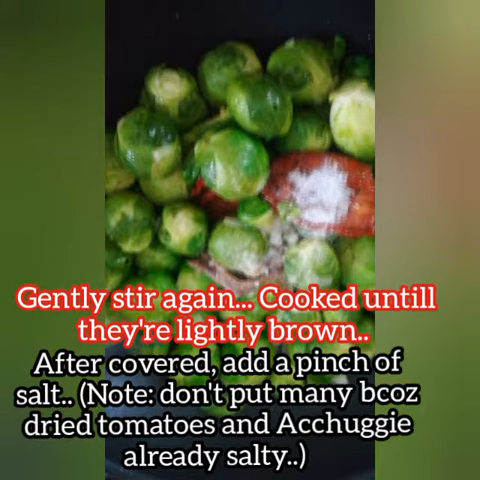 Gently stir again... Cooked untill
they're lightly brown..
After covered, add a pinch of
salt.. (Note: don't put many bcoz
dried tomatoes and Acchuggie
already salty..)